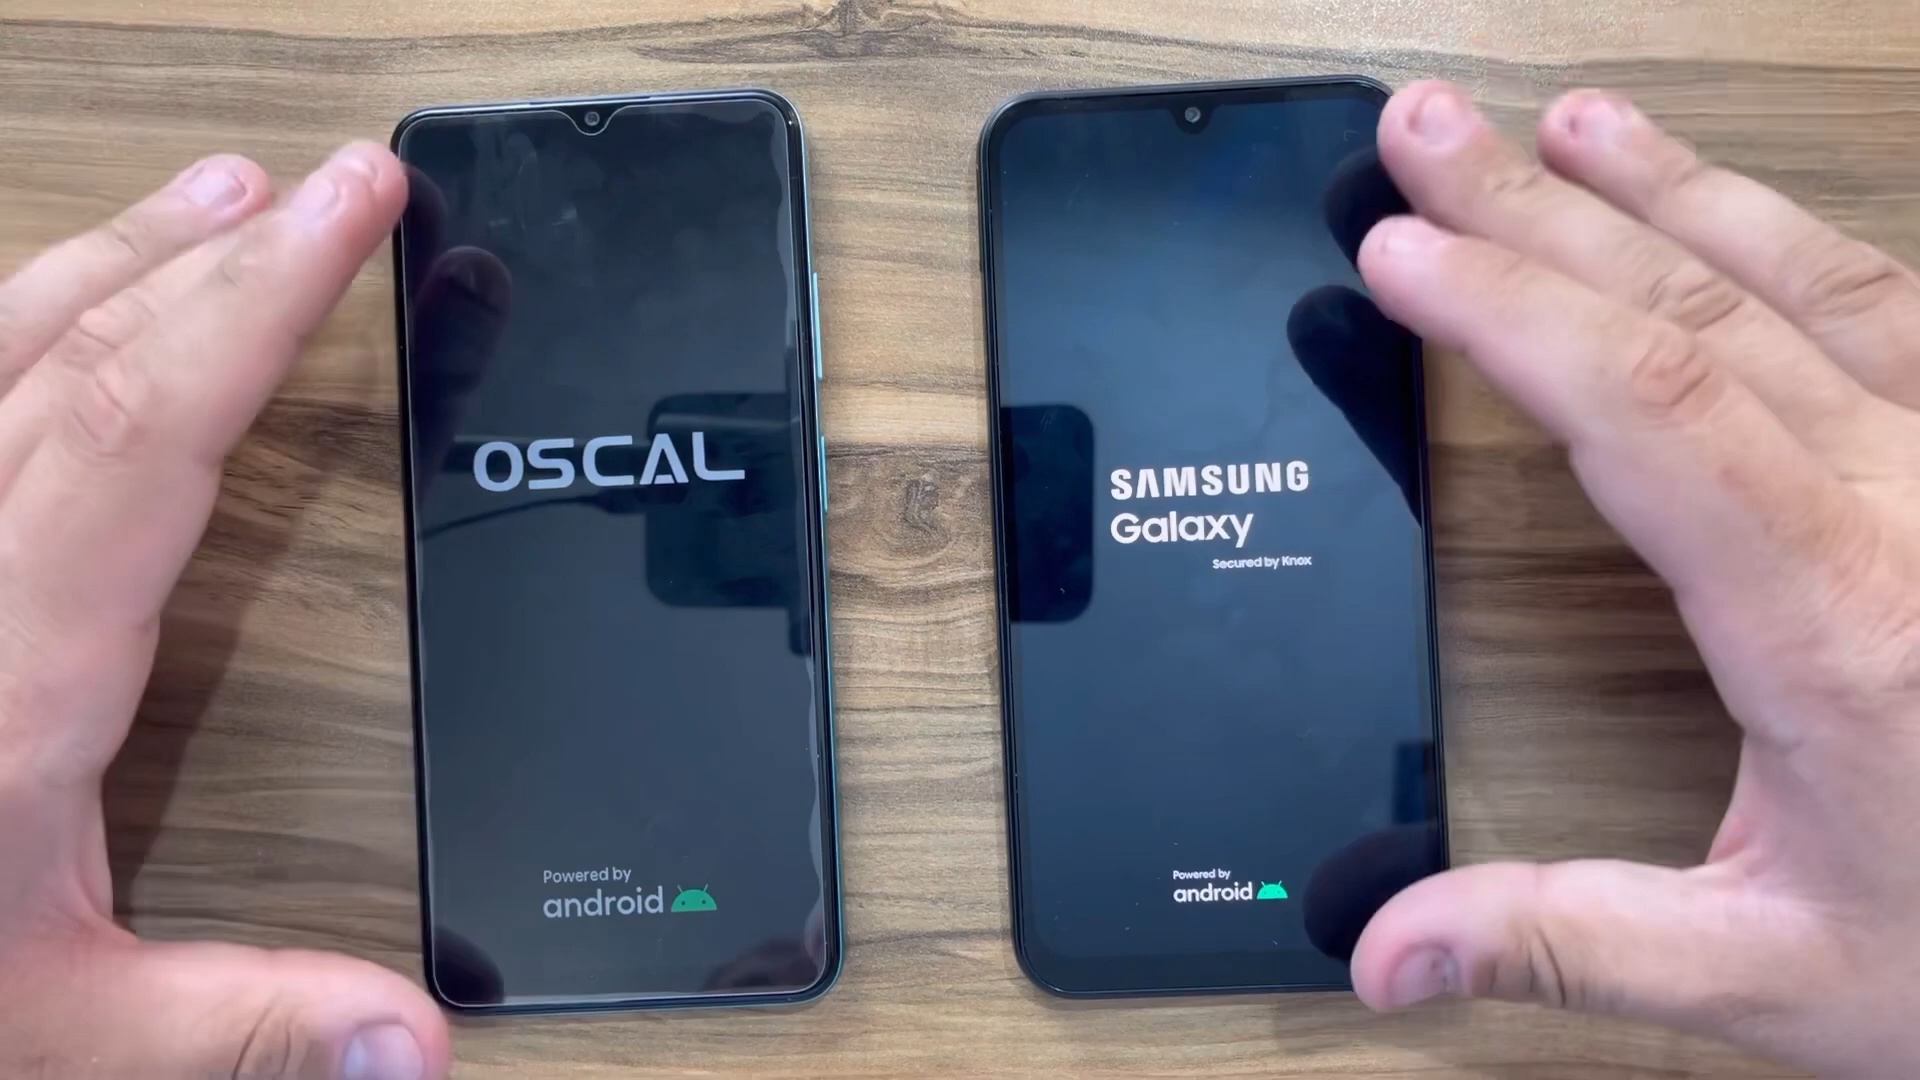 OSCAL
Powered by
android
SAMSUNG
Galaxy
Secured by Knox
Powered by
android